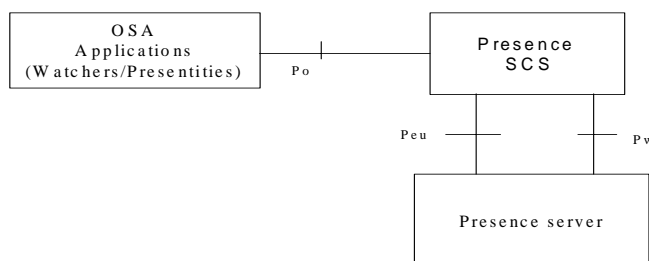 OSA
Applications
(Watchers/Presentities)
Po
Presence
SCS
Peu
Pw
Presence server